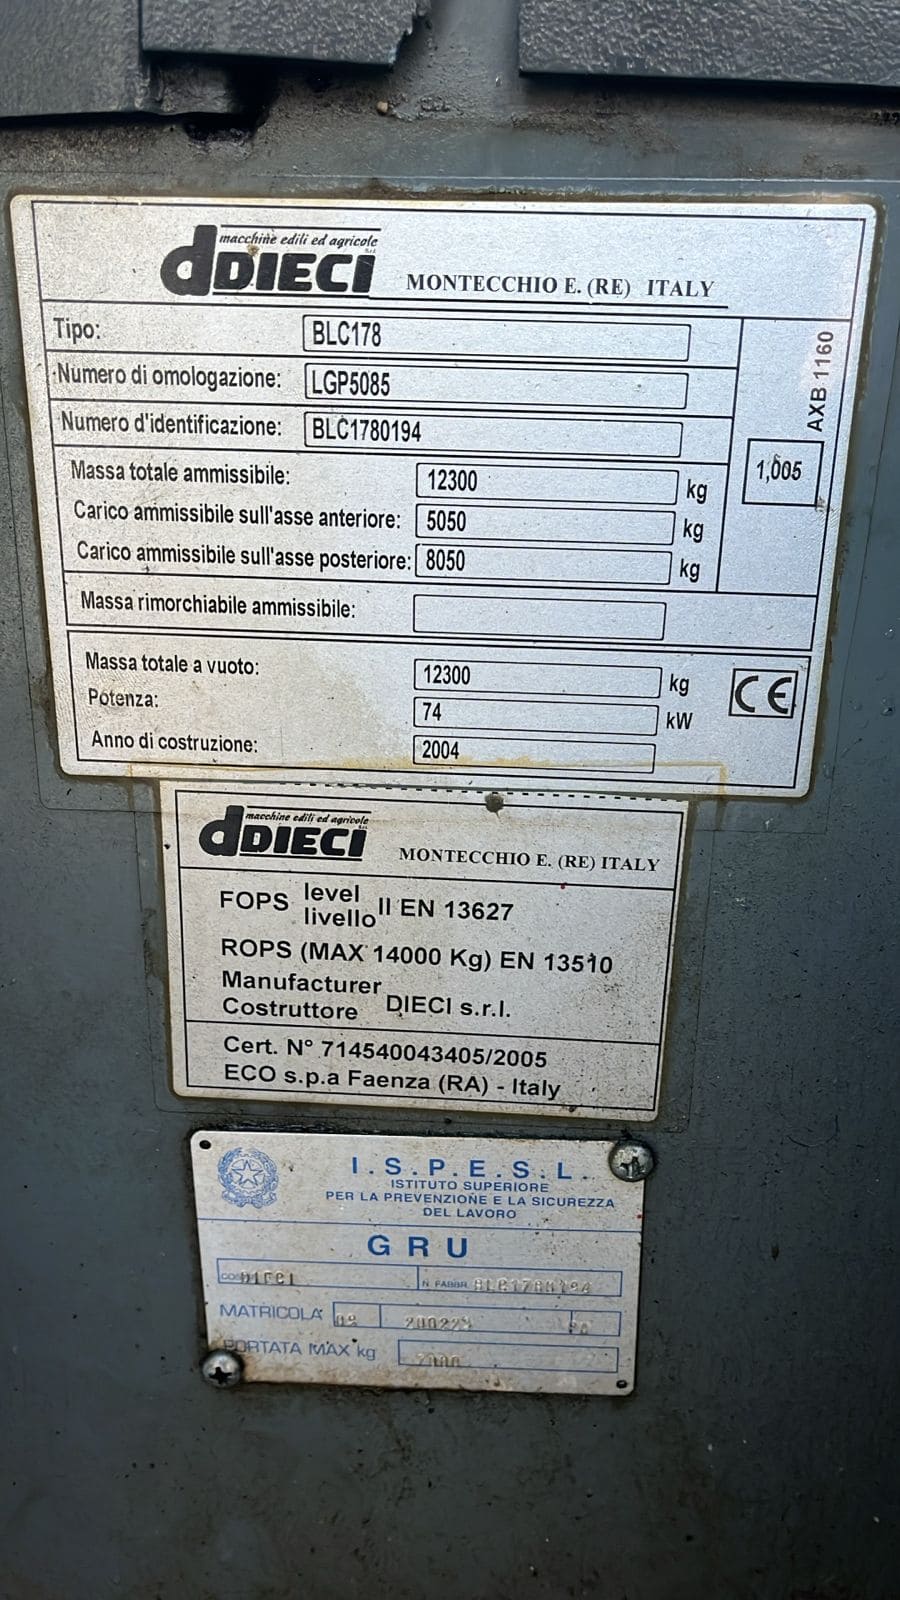 macchine edili ed agricole
dDIECI s.r.l. MONTECCHIO E. (RE) ITALY
Tipo: BLC178
Numero di omologazione: LGP5085
Numero d'identificazione: BLC1780194
AXB 1160
1,005
Massa totale ammissibile: 12300 kg
Carico ammissibile sull'asse anteriore: 5050 kg
Carico ammissibile sull'asse posteriore: 8050 kg
Massa rimorchiabile ammissibile:
Massa totale a vuoto: 12300 kg
Potenza: 74 kW
Anno di costruzione: 2004
CE
macchine edili ed agricole
dDIECI s.r.l. MONTECCHIO E. (RE) ITALY
FOPS level livello II EN 13627
ROPS (MAX 14000 Kg) EN 13510
Manufacturer
Costruttore DIECI s.r.l.
Cert. N° 714540043405/2005
ECO s.p.a Faenza (RA) - Italy
I.S.P.E.S.L.
ISTITUTO SUPERIORE
PER LA PREVENZIONE E LA SICUREZZA
DEL LAVORO
GRU
DIECI N. FABBR. BLC1780194
MATRICOLA 02
PORTATA MAX kg